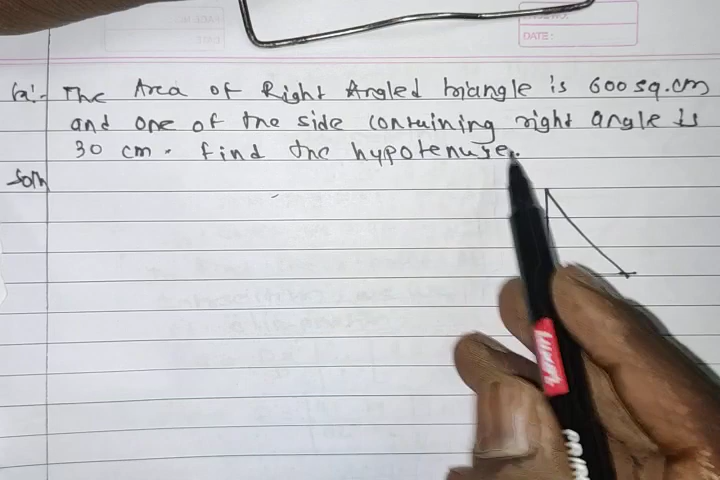 Q:- The Area of Right Angled triangle is 600 sq.cm
and one of the side containing right angle is
30 cm. find the hypotenuse.
Soln
DATE: